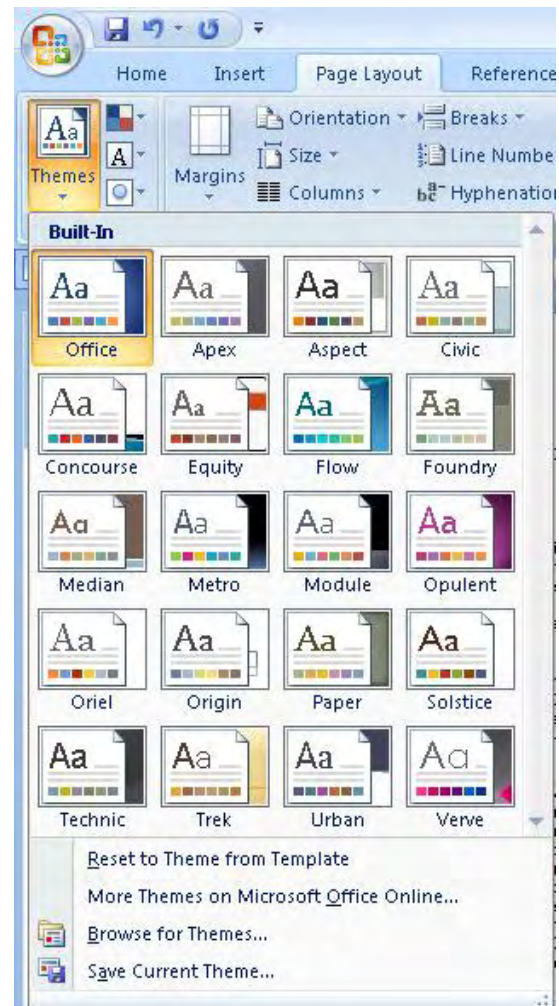 Home Insert Page Layout Reference
Aa Orientation Breaks
A Size Line Numbe
Themes Margins Columns Hyphenation
Built-In
Aa Aa Aa Aa
Office Apex Aspect Civic
Aa Aa Aa Aa
Concourse Equity Flow Foundry
Aa Aa Aa Aa
Median Metro Module Opulent
Aa Aa Aa Aa
Oriel Origin Paper Solstice
Aa Aa Aa Aa
Technic Trek Urban Verve
Reset to Theme from Template
More Themes on Microsoft Office Online...
Browse for Themes...
Save Current Theme...